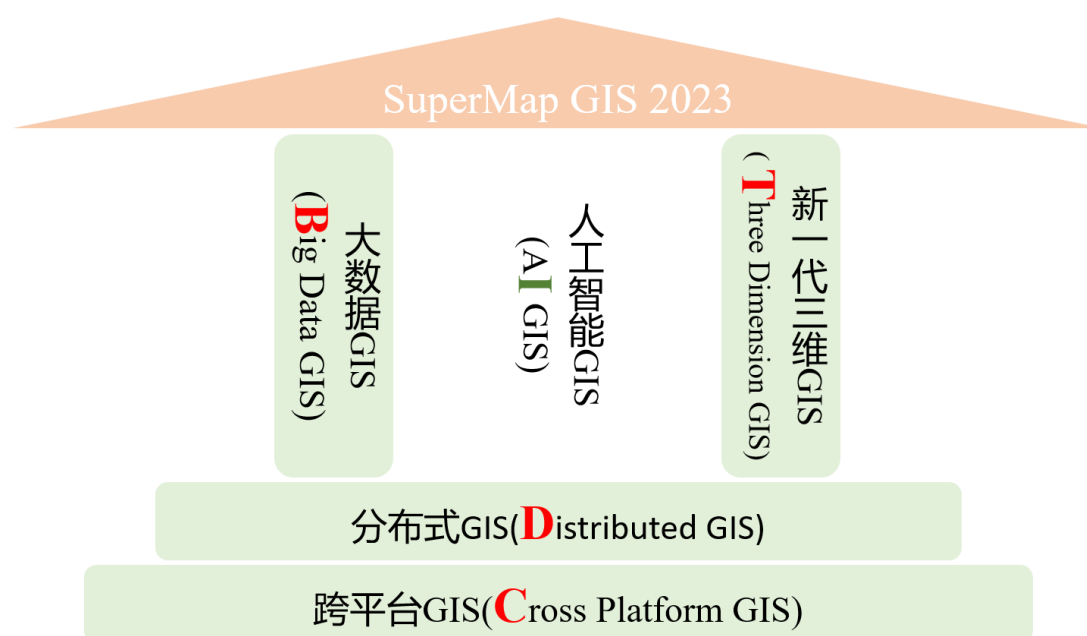 SuperMap GIS 2023
大数据GIS
(Big Data GIS)
人工智能GIS
(AI GIS)
新一代三维GIS
(Three Dimension GIS)
分布式GIS(Distributed GIS)
跨平台GIS(Cross Platform GIS)